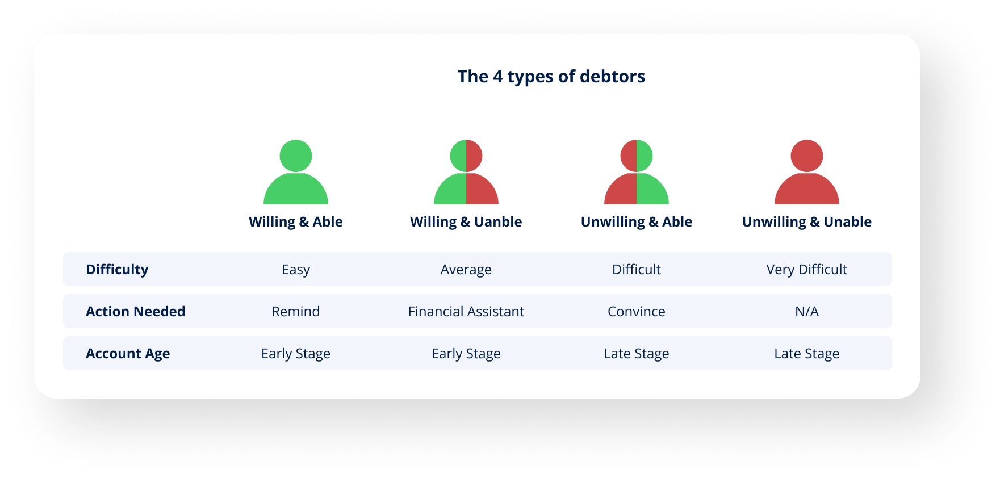 The 4 types of debtors
Willing & Able Willing & Uanble Unwilling & Able Unwilling & Unable
Difficulty Easy Average Difficult Very Difficult
Action Needed Remind Financial Assistant Convince N/A
Account Age Early Stage Early Stage Late Stage Late Stage